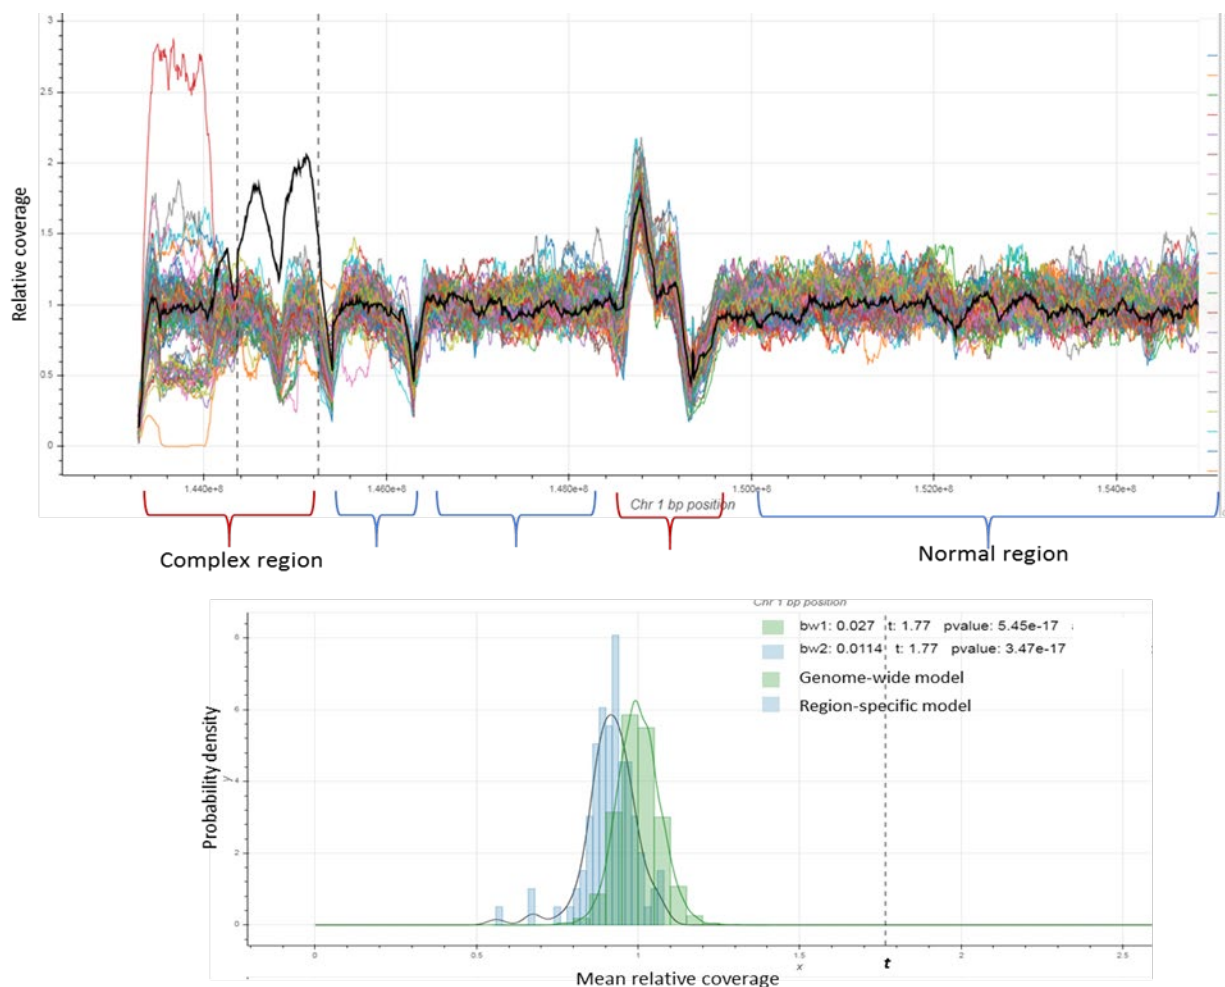 3
2.5
2
1.5
1
0.5
0
Relative coverage
1.440e+8 1.460e+8 1.480e+8 1.500e+8 1.520e+8 1.540e+8
Chr 1 bp position
Complex region
Normal region
Chr 1 bp position
bw1: 0.027 t: 1.77 pvalue: 5.45e-17
bw2: 0.0114 t: 1.77 pvalue: 3.47e-17
Genome-wide model
Region-specific model
8
6
4
2
0
Probability density
y
0 0.5 1 1.5 2 2.5
x
t
Mean relative coverage